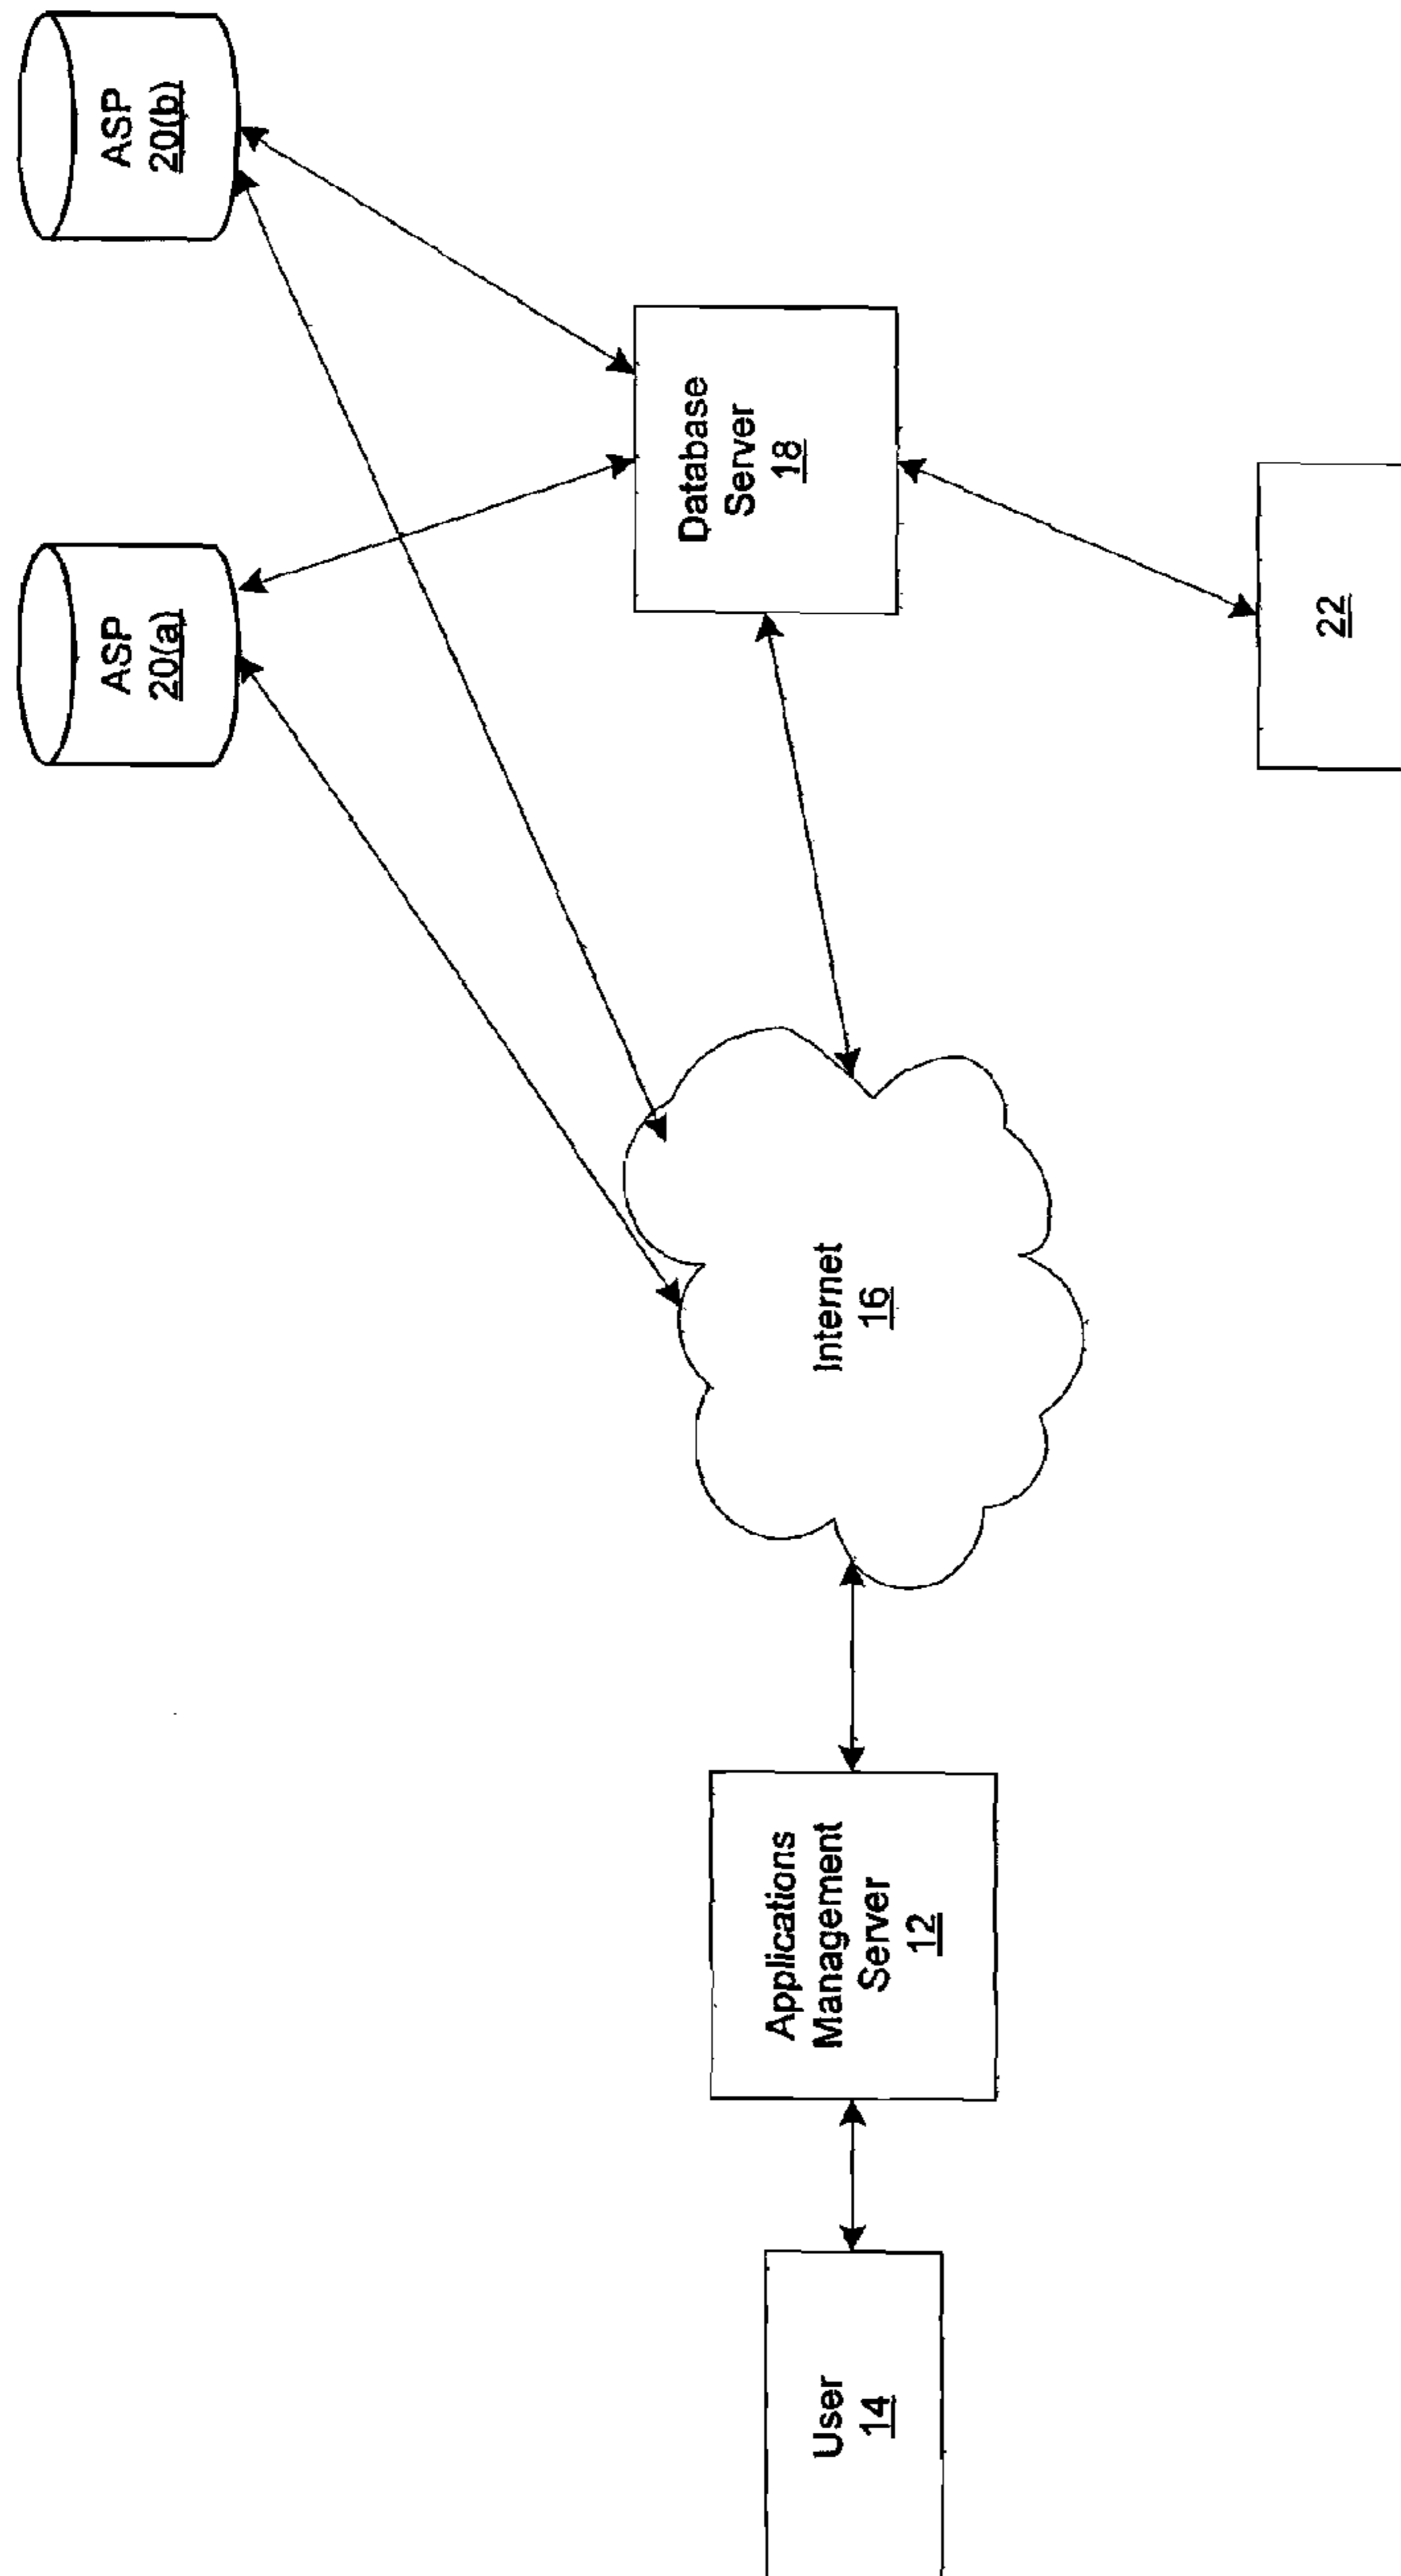 ASP
20(a)
ASP
20(b)
User
14
Applications
Management
Server
12
Internet
16
Database
Server
18
22